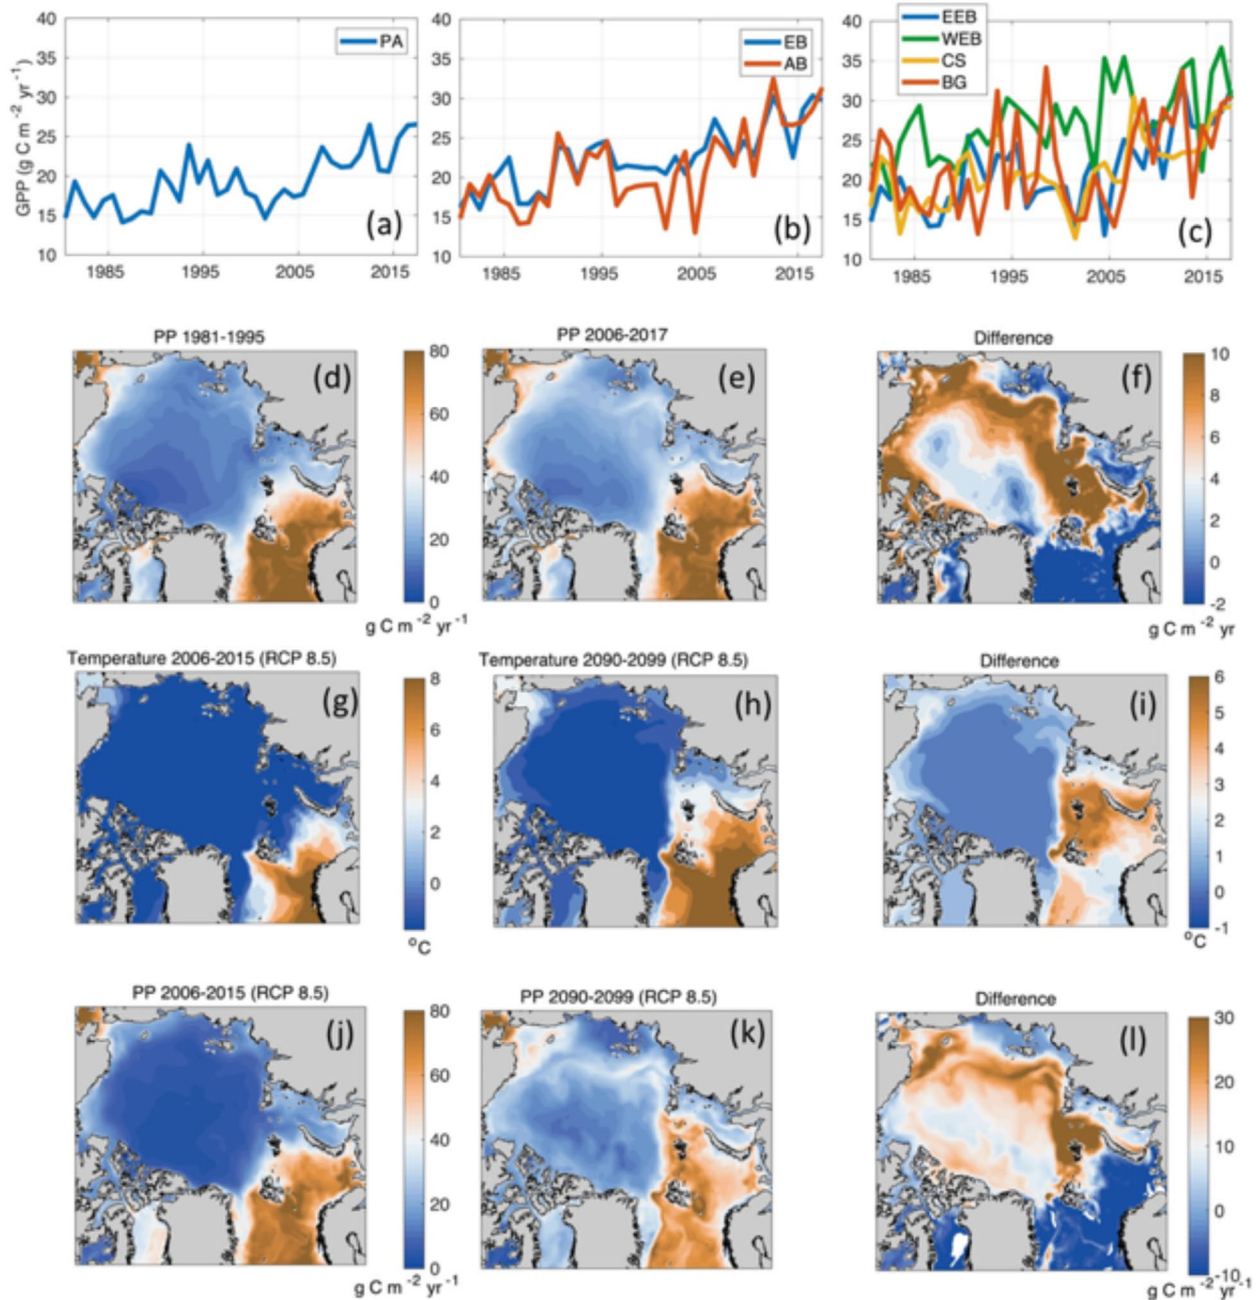 GPP (g C m⁻² yr⁻¹)
40
35
30
25
20
15
10
1985
1995
2005
2015
PA
(a)
40
35
30
25
20
15
10
1985
1995
2005
2015
EB
AB
(b)
40
35
30
25
20
15
10
1985
1995
2005
2015
EEB
WEB
CS
BG
(c)
PP 1981-1995
(d)
80
60
40
20
0
g C m⁻² yr⁻¹
PP 2006-2017
(e)
Difference
(f)
10
8
6
4
2
0
-2
g C m⁻² yr
Temperature 2006-2015 (RCP 8.5)
(g)
8
6
4
2
0
°C
Temperature 2090-2099 (RCP 8.5)
(h)
Difference
(i)
6
5
4
3
2
1
0
-1
°C
PP 2006-2015 (RCP 8.5)
(j)
80
60
40
20
0
g C m⁻² yr⁻¹
PP 2090-2099 (RCP 8.5)
(k)
Difference
(l)
30
20
10
0
-10
g C m⁻² yr⁻¹